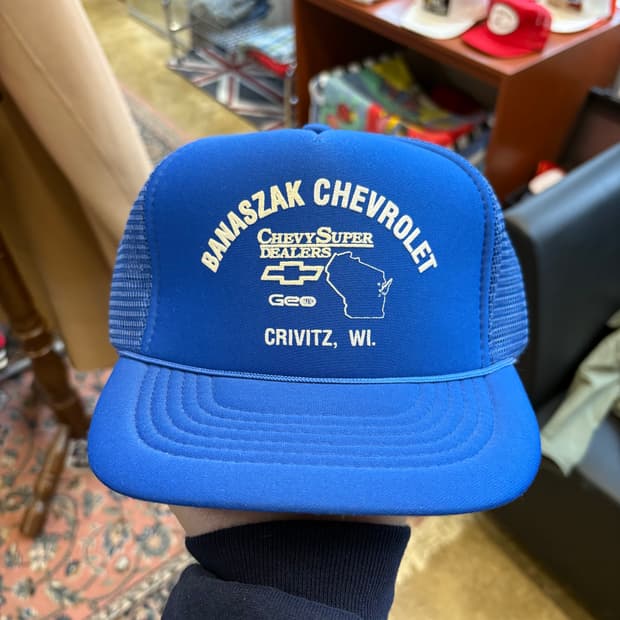 BANASZAK CHEVROLET
CHEVY SUPER
DEALERS
GEO
CRIVITZ, WI.